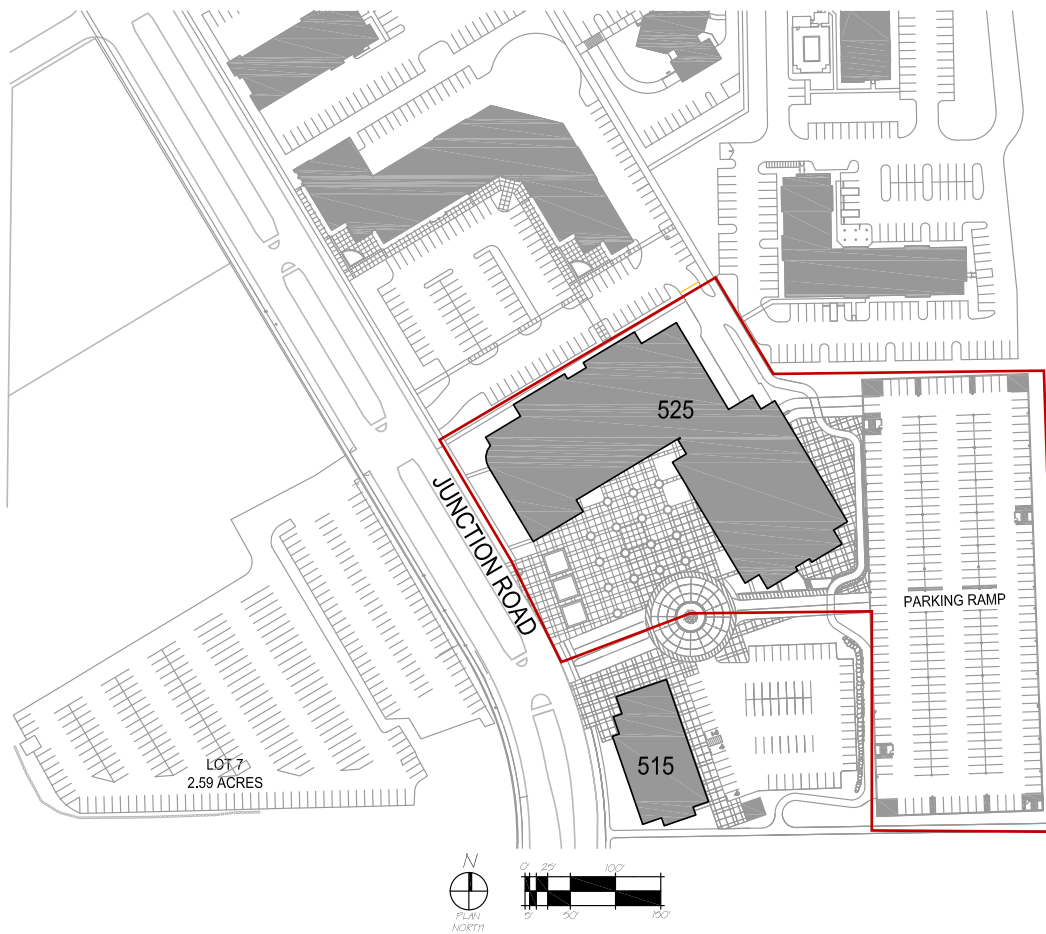 525
JUNCTION ROAD
PARKING RAMP
LOT 7
2.59 ACRES
515
N
PLAN
NORTH
0' 25' 100'
5' 50' 150'